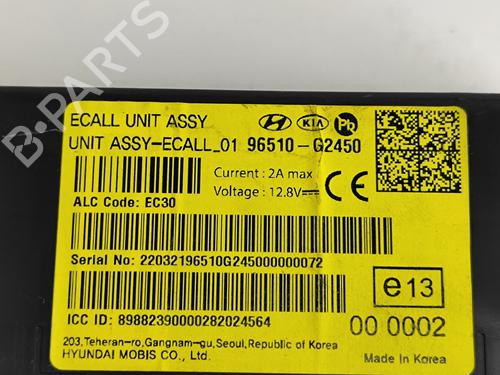 B-PARTS
ECALL UNIT ASSY
KIA Pb
UNIT ASSY-ECALL_01 96510-G2450
Current : 2A max
Voltage : 12.8V
CE
ALC Code: EC30
Serial No: 22032196510G245000000072
e13
ICC ID: 89882390000282024564
00 0002
203,Teheran-ro,Gangnam-gu,Seoul,Republic of Korea
HYUNDAI MOBIS CO., Ltd.
Made in Korea